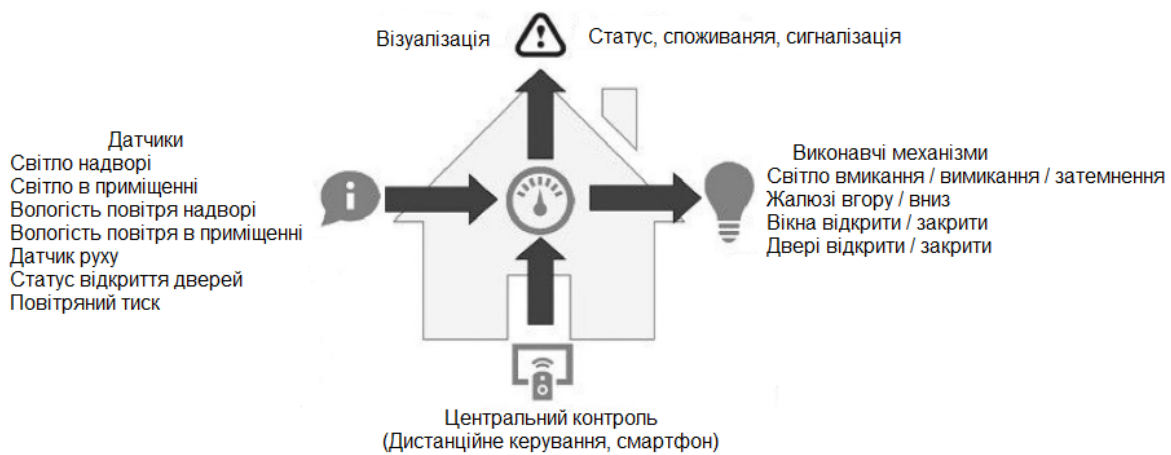 Візуалізація
Статус, споживаня, сигналізація
Датчики
Світло надворі
Світло в приміщенні
Вологість повітря надворі
Вологість повітря в приміщенні
Датчик руху
Статус відкриття дверей
Повітряний тиск
Виконавчі механізми
Світло вмикання / вимикання / затемнення
Жалюзі вгору / вниз
Вікна відкрити / закрити
Двері відкрити / закрити
Центральний контроль
(Дистанційне керування, смартфон)